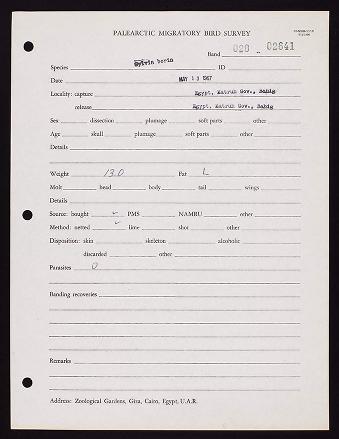 PALEARCTIC MIGRATORY BIRD SURVEY
Band 028 - 02641
Species Sylvia borin ID
Date MAY 13 1967
Locality: capture Egypt, Matruh Gov., Bahig
release Egypt, Matruh Gov., Bahig
Sex dissection plumage soft parts other
Age skull plumage soft parts other
Details
Weight 13.0 Fat L
Molt head body tail wings
Details
Source: bought ✓ PMS NAMRU other
Method: netted ✓ lime shot other
Disposition: skin skeleton alcoholic
discarded other
Parasites 0
Banding recoveries
Remarks
Address: Zoological Gardens, Giza, Cairo, Egypt, U.A.R.